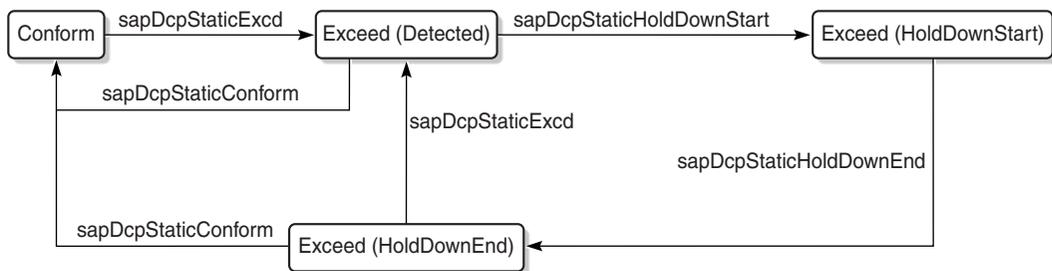 sapDcpStaticExcd
sapDcpStaticHoldDownStart
Conform
Exceed (Detected)
Exceed (HoldDownStart)
sapDcpStaticConform
sapDcpStaticExcd
sapDcpStaticHoldDownEnd
sapDcpStaticConform
Exceed (HoldDownEnd)